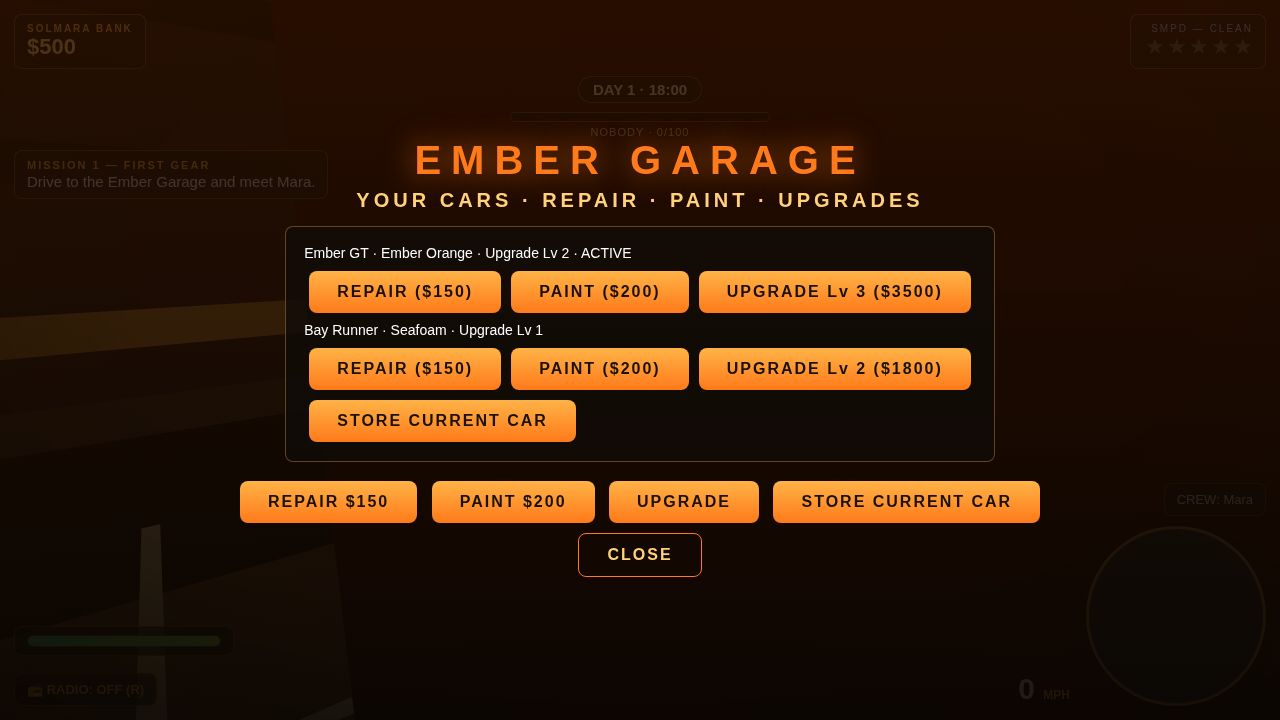 SOLMARA BANK
$500
SMPD — CLEAN
★★★★★
DAY 1 · 18:00
NOBODY · 0/100
MISSION 1 — FIRST GEAR
Drive to the Ember Garage and meet Mara.
EMBER GARAGE
YOUR CARS · REPAIR · PAINT · UPGRADES
Ember GT · Ember Orange · Upgrade Lv 2 · ACTIVE
REPAIR ($150) PAINT ($200) UPGRADE Lv 3 ($3500)
Bay Runner · Seafoam · Upgrade Lv 1
REPAIR ($150) PAINT ($200) UPGRADE Lv 2 ($1800)
STORE CURRENT CAR
REPAIR $150 PAINT $200 UPGRADE STORE CURRENT CAR
CLOSE
CREW: Mara
📻 RADIO: OFF (R)
0 MPH